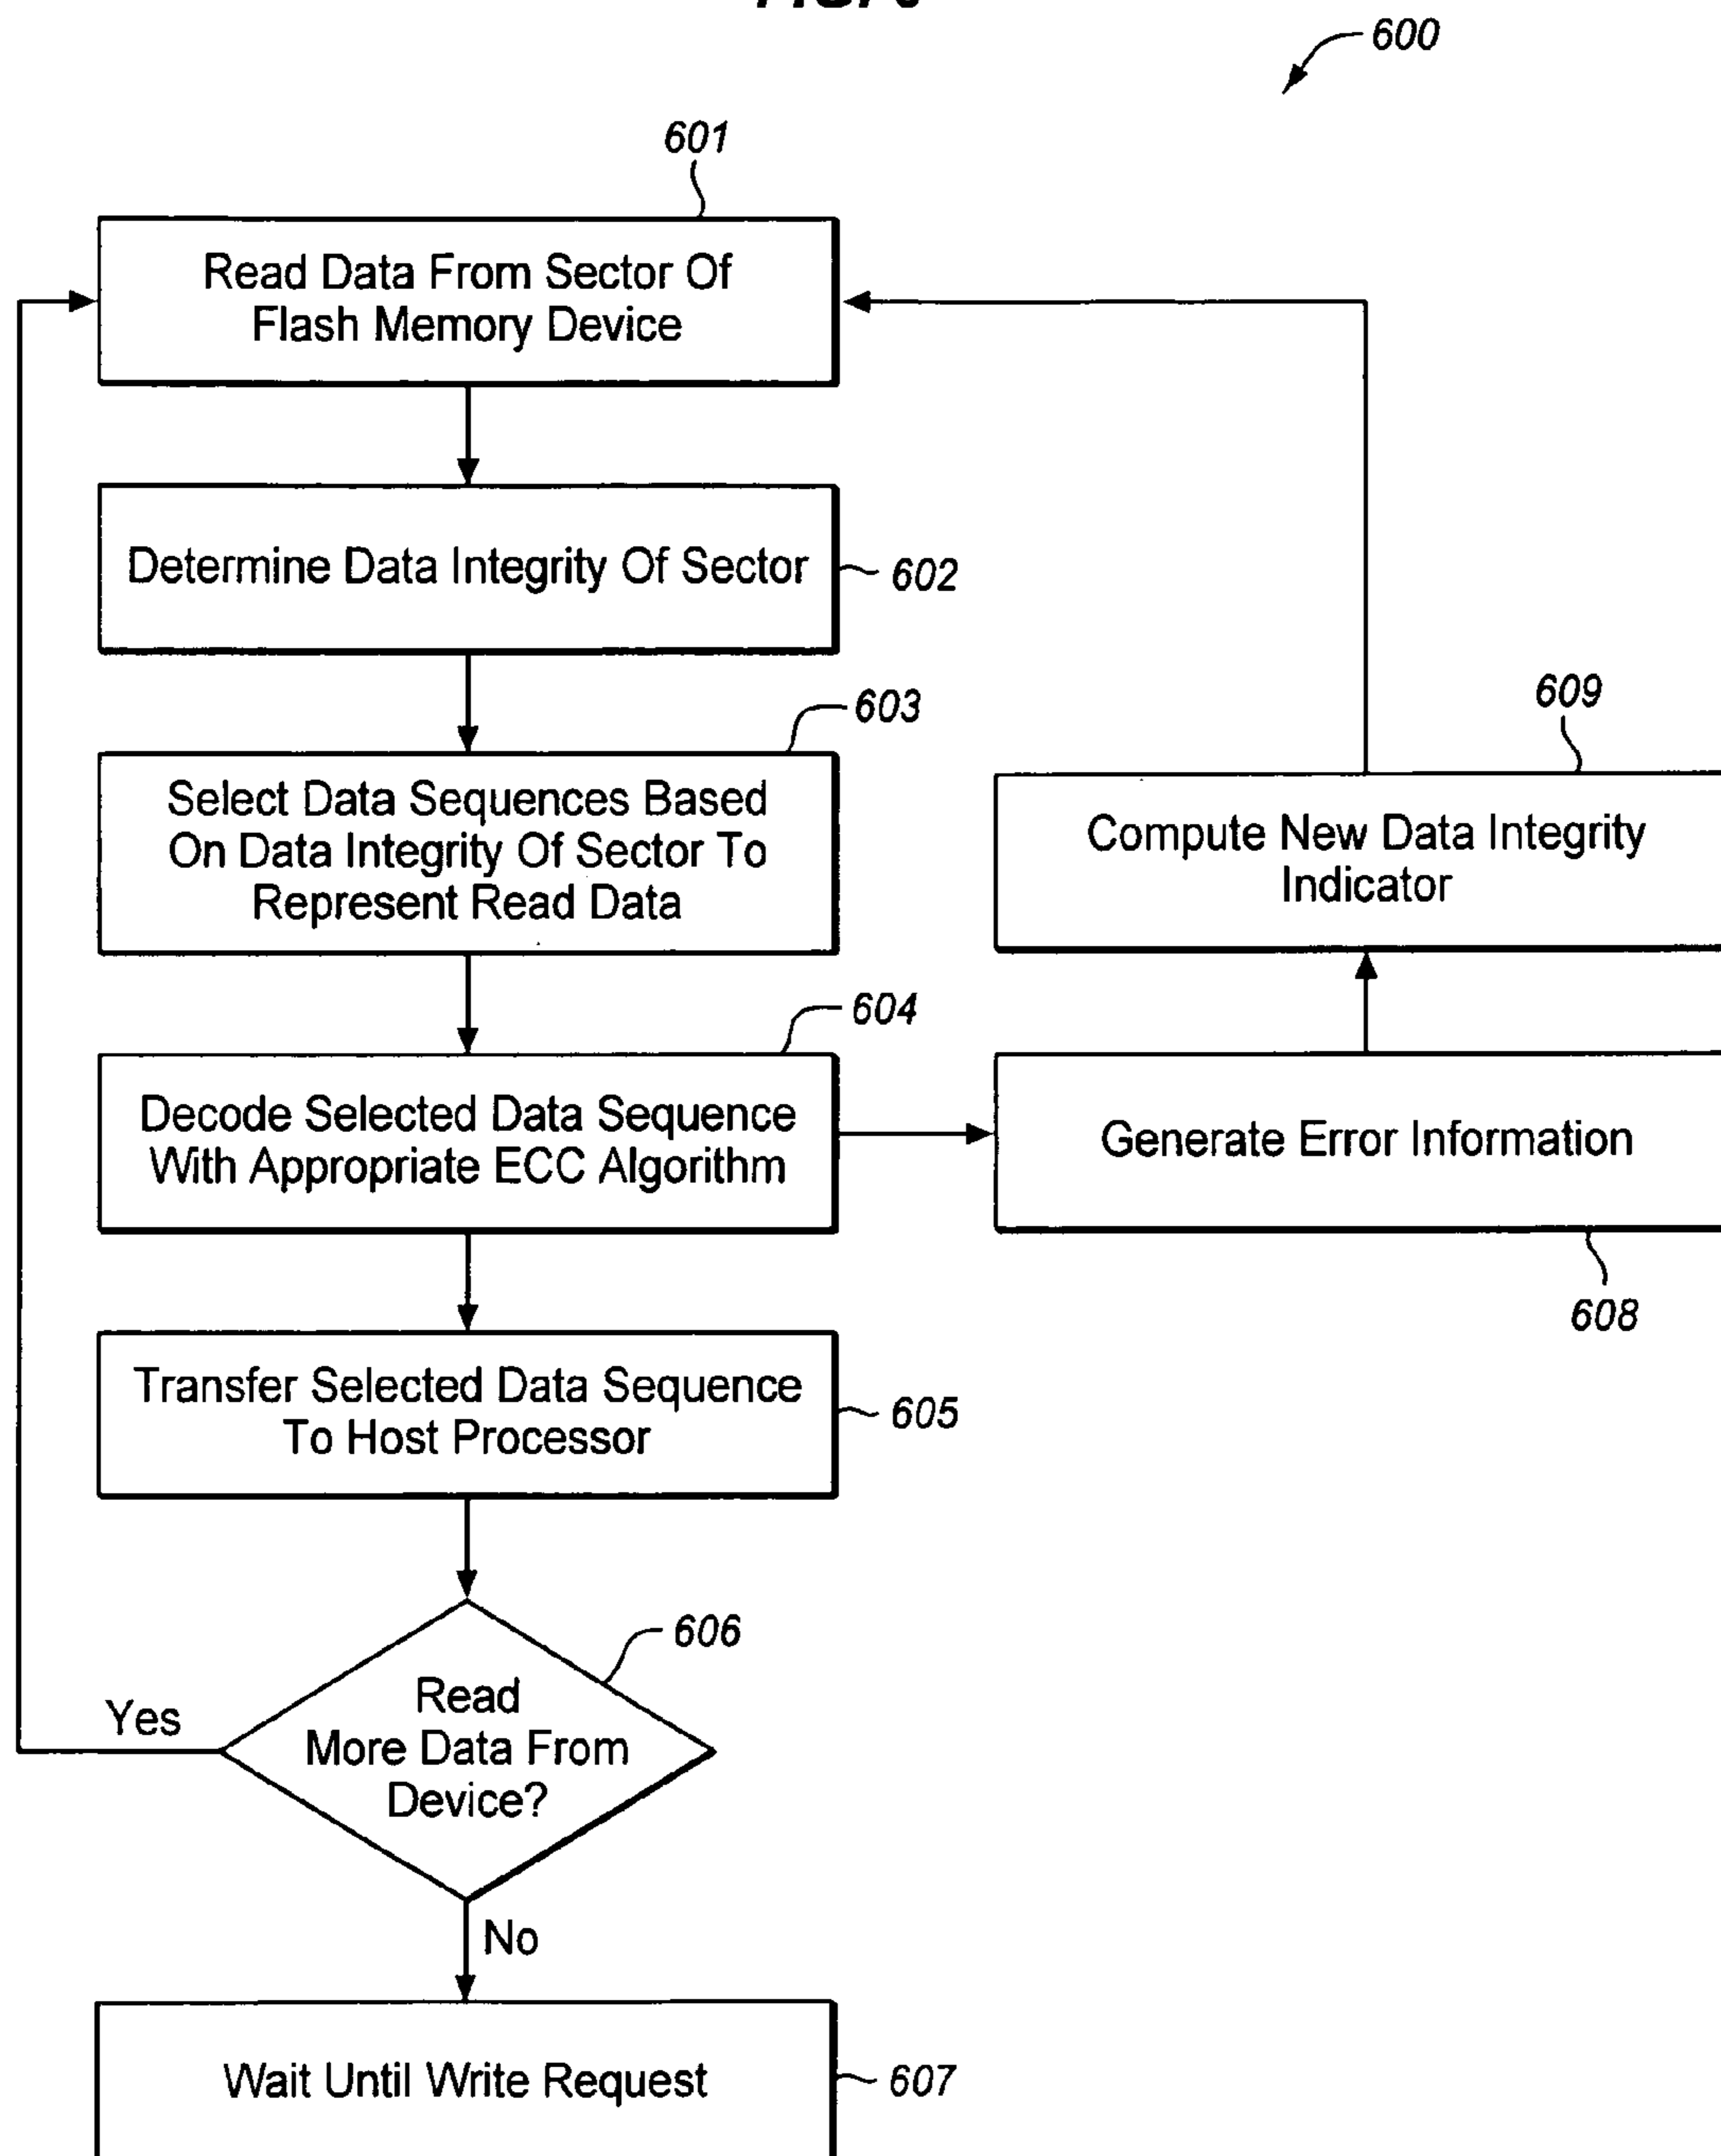 600
601
Read Data From Sector Of
Flash Memory Device
Determine Data Integrity Of Sector
602
603
Select Data Sequences Based
On Data Integrity Of Sector To
Represent Read Data
609
Compute New Data Integrity
Indicator
604
Decode Selected Data Sequence
With Appropriate ECC Algorithm
Generate Error Information
608
Transfer Selected Data Sequence
To Host Processor
605
606
Read
More Data From
Device?
Yes
No
Wait Until Write Request
607